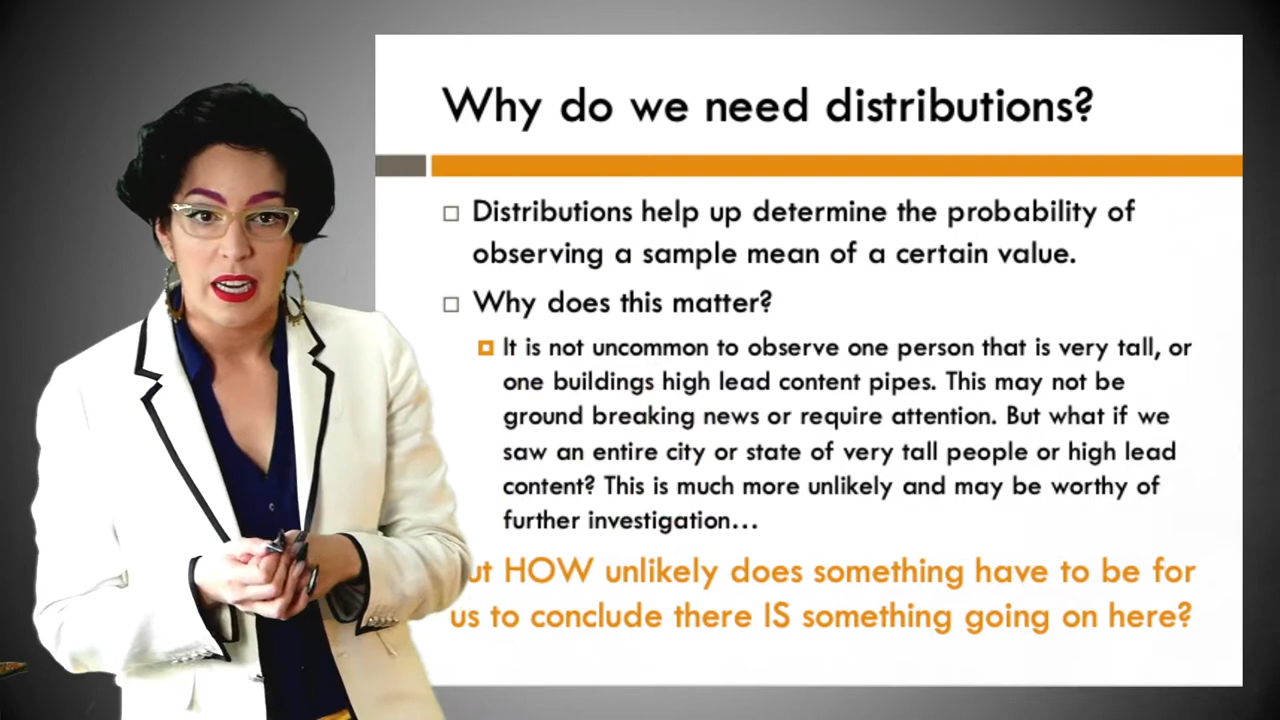 Why do we need distributions?
Distributions help up determine the probability of
observing a sample mean of a certain value.
Why does this matter?
It is not uncommon to observe one person that is very tall, or
one buildings high lead content pipes. This may not be
ground breaking news or require attention. But what if we
saw an entire city or state of very tall people or high lead
content? This is much more unlikely and may be worthy of
further investigation...
ut HOW unlikely does something have to be for
us to conclude there IS something going on here?